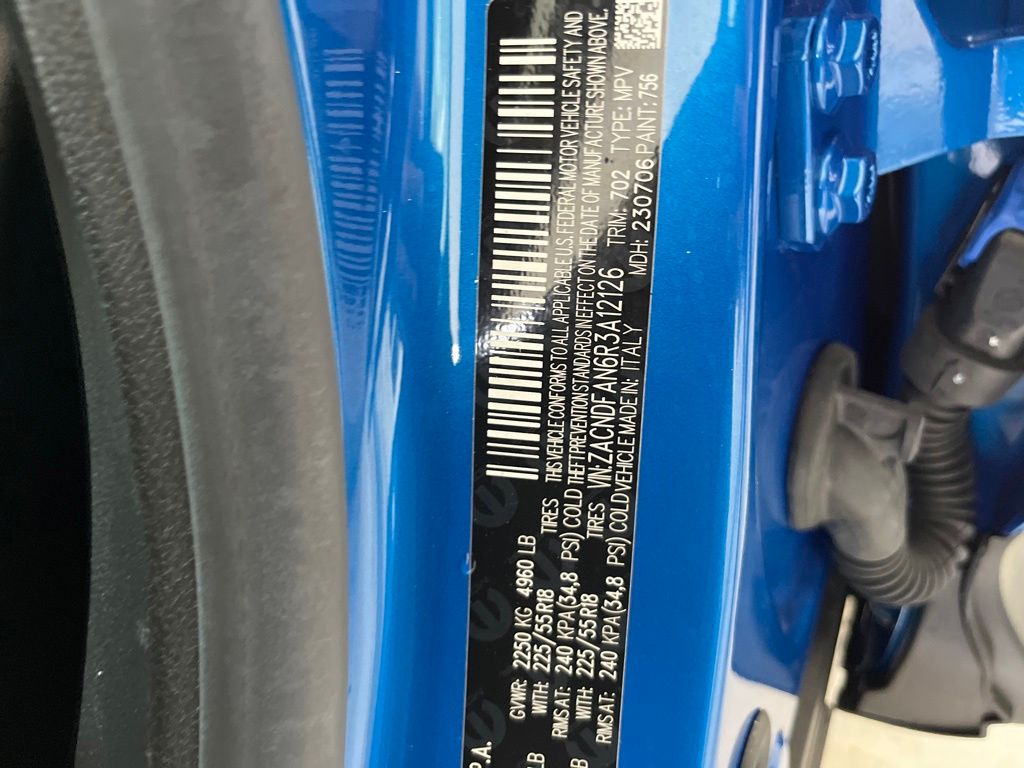 P.A.
GVWR: 2250 KG 4960 LB
LB WITH: 225/55R18 TIRES
RIMS AT: 240 KPA(34,8 PSI) COLD
LB WITH: 225/55R18 TIRES
RIMS AT: 240 KPA(34,8 PSI) COLD
THIS VEHICLE CONFORMS TO ALL APPLICABLE U.S. FEDERAL MOTOR VEHICLE SAFETY AND
THEFT PREVENTION STANDARDS IN EFFECT ON THE DATE OF MANUFACTURE SHOWN ABOVE.
VIN: ZACNDFAN6R3A12126 TRIM: 702 TYPE: MPV
VEHICLE MADE IN: ITALY MDH: 230706 PAINT: 756